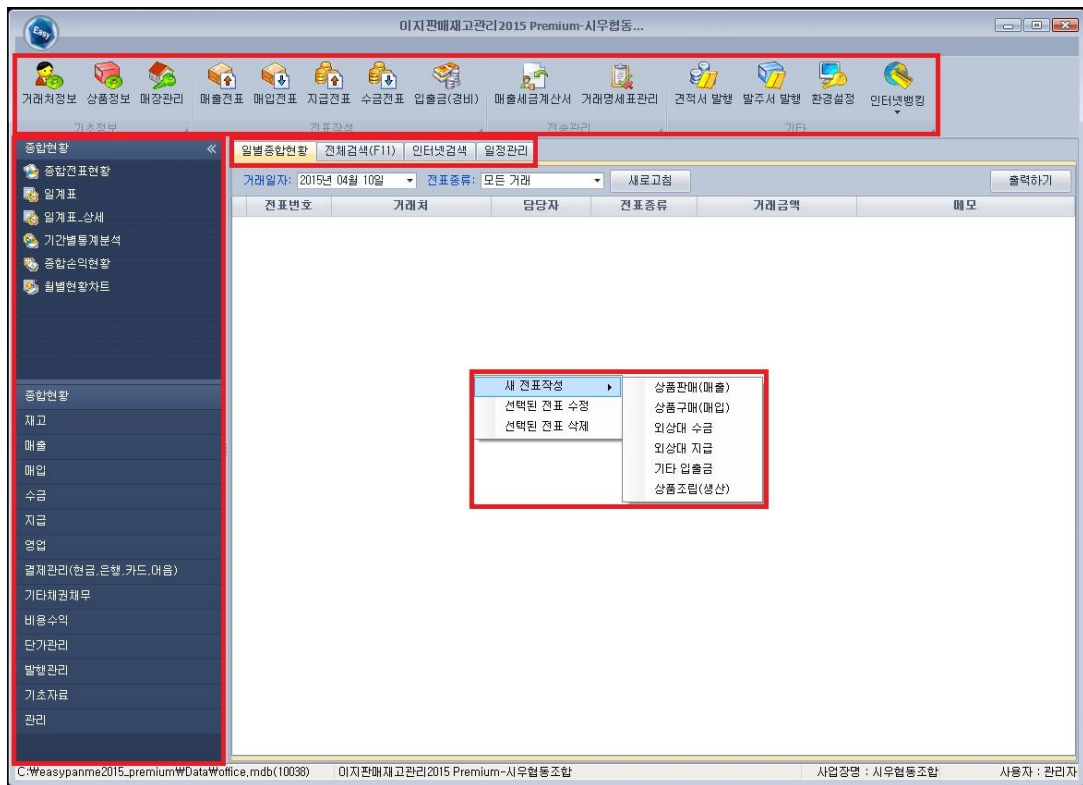 Easy
이지판매재고관리2015 Premium-시우협동...
거래처정보 상품정보 매장관리 매출전표 매입전표 지급전표 수금전표 입출금(경비) 매출세금계산서 거래명세표관리 견적서 발행 발주서 발행 환경설정 인터넷뱅킹
기초정보 전표작성 전송관리 기타
종합현황
종합전표현황
일계표
일계표_상세
기간별통계분석
종합손익현황
월별현황차트
종합현황
재고
매출
매입
수금
지급
영업
결제관리(현금,은행,카드,어음)
기타채권채무
비용수익
단가관리
발행관리
기초자료
관리
일별종합현황 전체검색(F11) 인터넷검색 일정관리
거래일자: 2015년 04월 10일 전표종류: 모든 거래 새로고침 출력하기
전표번호 거래처 담당자 전표종류 거래금액 메모
새 전표작성
선택된 전표 수정
선택된 전표 삭제
상품판매(매출)
상품구매(매입)
외상대 수금
외상대 지급
기타 입출금
상품조립(생산)
C:₩easypanme2015_premium₩Data₩office.mdb(10038) 이지판매재고관리2015 Premium-시우협동조합 사업장명 : 시우협동조합 사용자 : 관리자